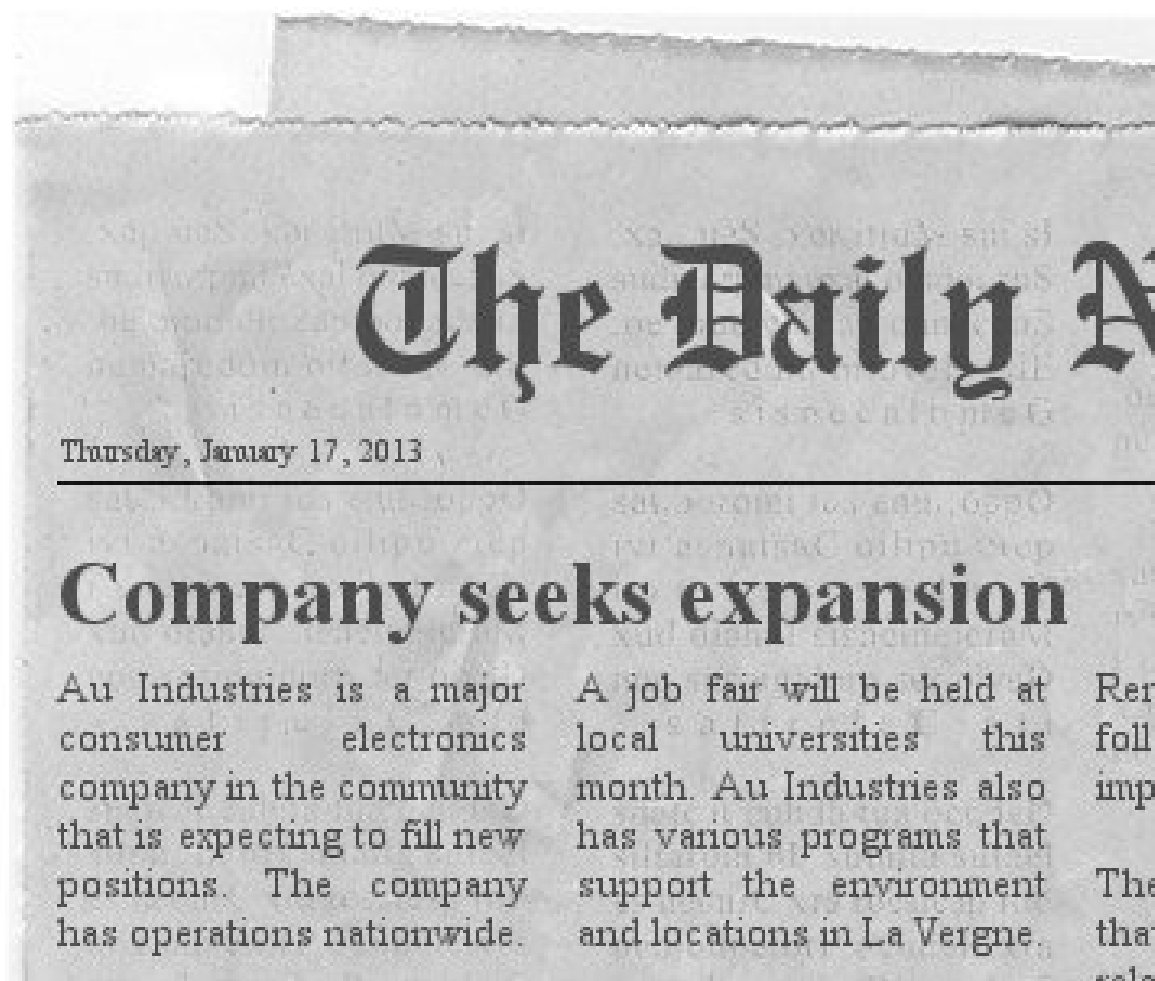 The Daily N
Thursday, January 17, 2013
Company seeks expansion
Au Industries is a major
consumer electronics
company in the community
that is expecting to fill new
positions. The company
has operations nationwide.
A job fair will be held at
local universities this
month. Au Industries also
has various programs that
support the environment
and locations in La Vergne.
Ren
foll
imp
The
that